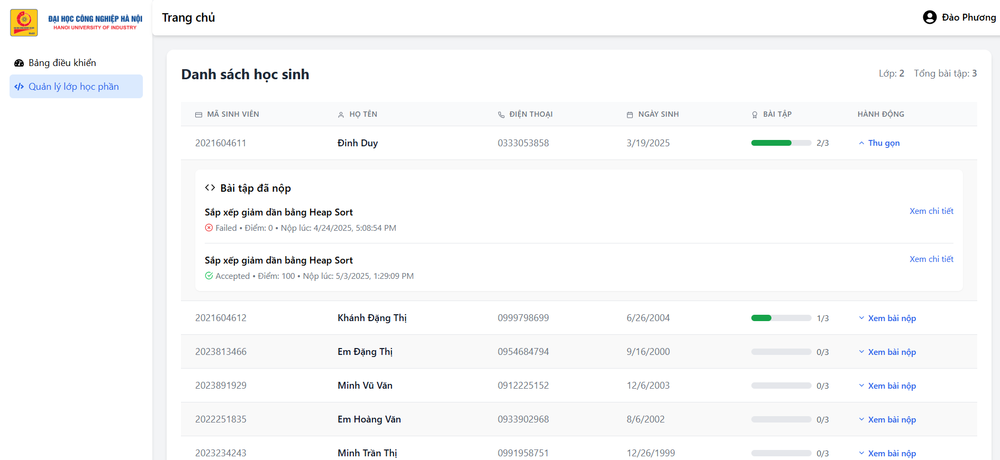 ĐẠI HỌC CÔNG NGHIỆP HÀ NỘI
HANOI UNIVERSITY OF INDUSTRY
Trang chủ
Đào Phương
Bảng điều khiển
Quản lý lớp học phần
Danh sách học sinh
Lớp: 2 Tổng bài tập: 3
MÃ SINH VIÊN HỌ TÊN ĐIỆN THOẠI NGÀY SINH BÀI TẬP HÀNH ĐỘNG
2021604611 Đinh Duy 0333053858 3/19/2025 2/3 Thu gọn
Bài tập đã nộp
Sắp xếp giảm dần bằng Heap Sort Xem chi tiết
Failed • Điểm: 0 • Nộp lúc: 4/24/2025, 5:08:54 PM
Sắp xếp giảm dần bằng Heap Sort Xem chi tiết
Accepted • Điểm: 100 • Nộp lúc: 5/3/2025, 1:29:09 PM
2021604612 Khánh Đặng Thị 0999798699 6/26/2004 1/3 Xem bài nộp
2023813466 Em Đặng Thị 0954684794 9/16/2000 0/3 Xem bài nộp
2023891929 Minh Vũ Văn 0912225152 12/6/2003 0/3 Xem bài nộp
2022251835 Em Hoàng Văn 0933902968 8/6/2002 0/3 Xem bài nộp
2023234243 Minh Trần Thị 0991958751 12/26/1999 0/3 Xem bài nộp